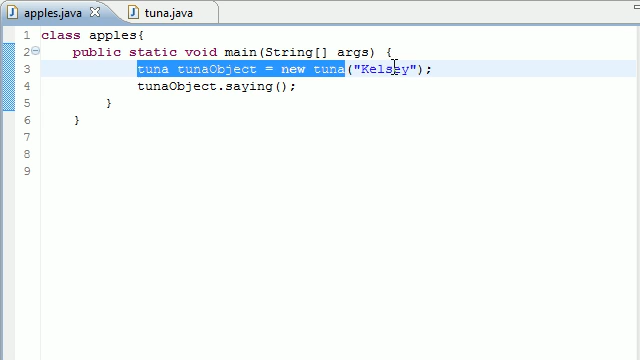 apples.java tuna.java
1 class apples{
2 public static void main(String[] args) {
3 tuna tunaObject = new tuna("Kelsey");
4 tunaObject.saying();
5 }
6 }
7
8
9